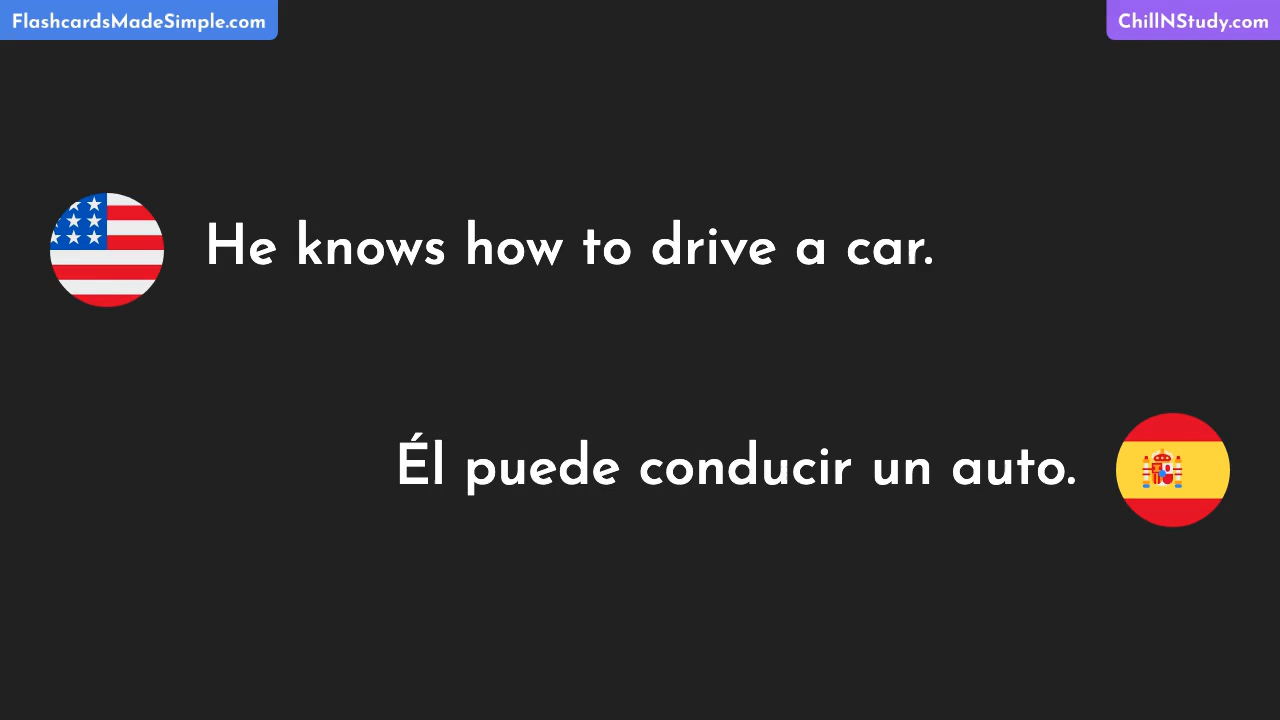 FlashcardsMadeSimple.com
ChillNStudy.com
He knows how to drive a car.
Él puede conducir un auto.